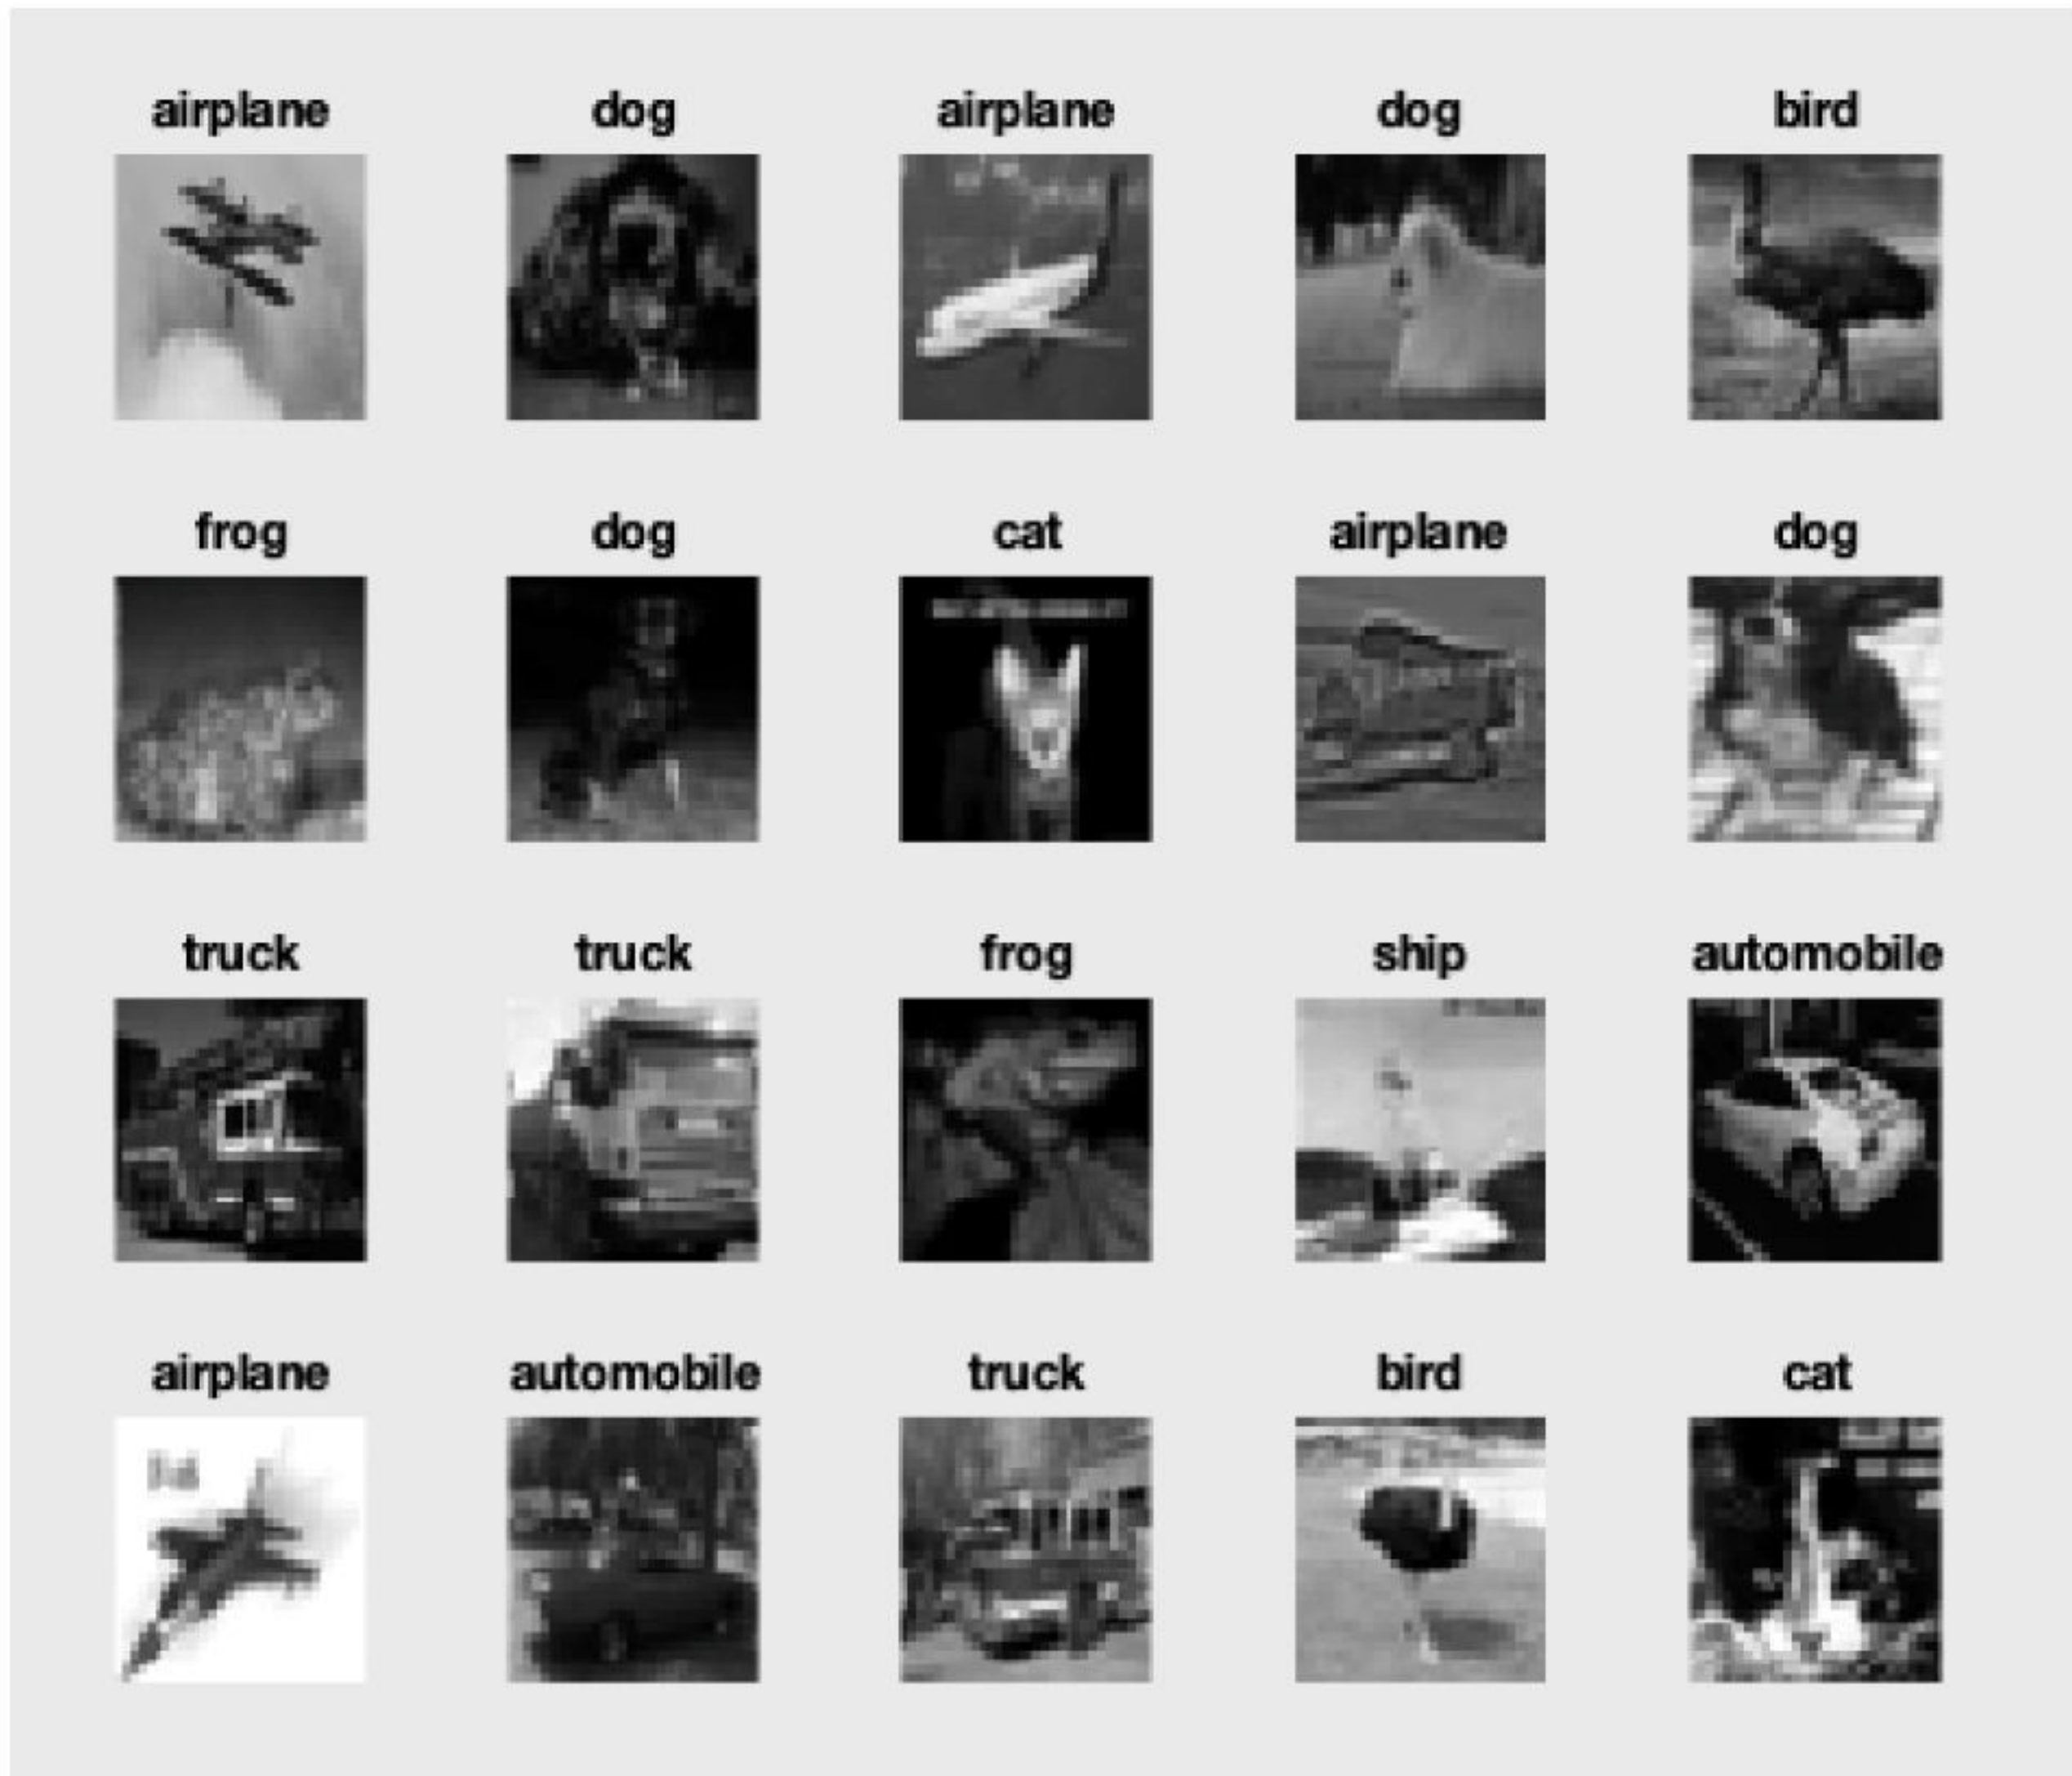 airplane dog airplane dog bird
frog dog cat airplane dog
truck truck frog ship automobile
airplane automobile truck bird cat